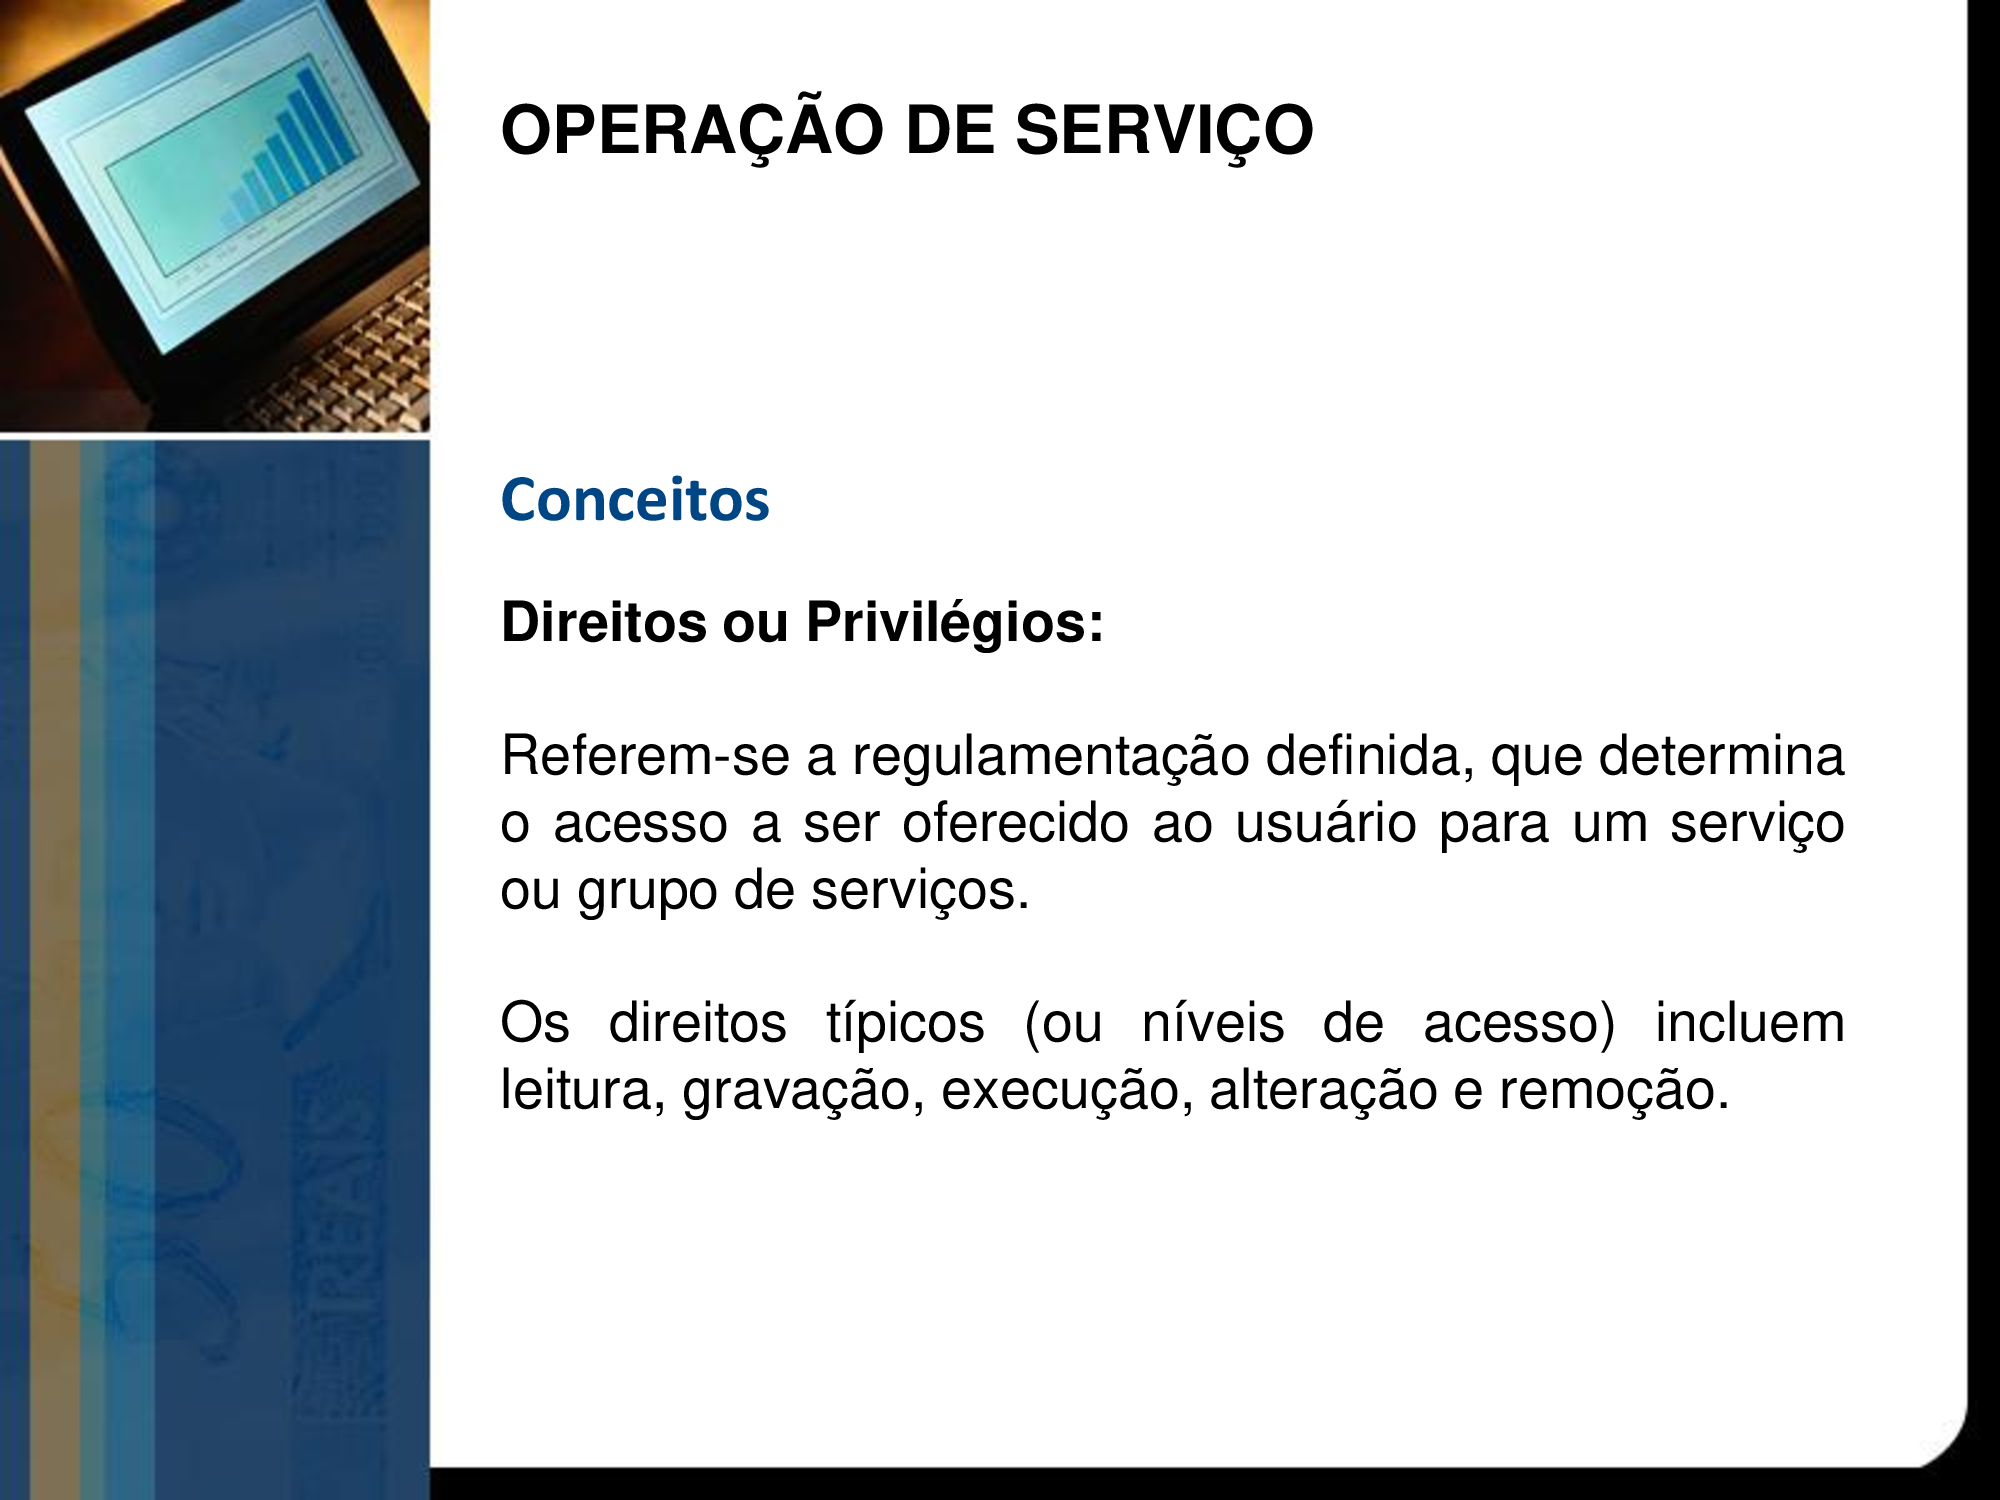 OPERAÇÃO DE SERVIÇO
Conceitos
Direitos ou Privilégios:
Referem-se a regulamentação definida, que determina
o acesso a ser oferecido ao usuário para um serviço
ou grupo de serviços.
Os direitos típicos (ou níveis de acesso) incluem
leitura, gravação, execução, alteração e remoção.
REAIS